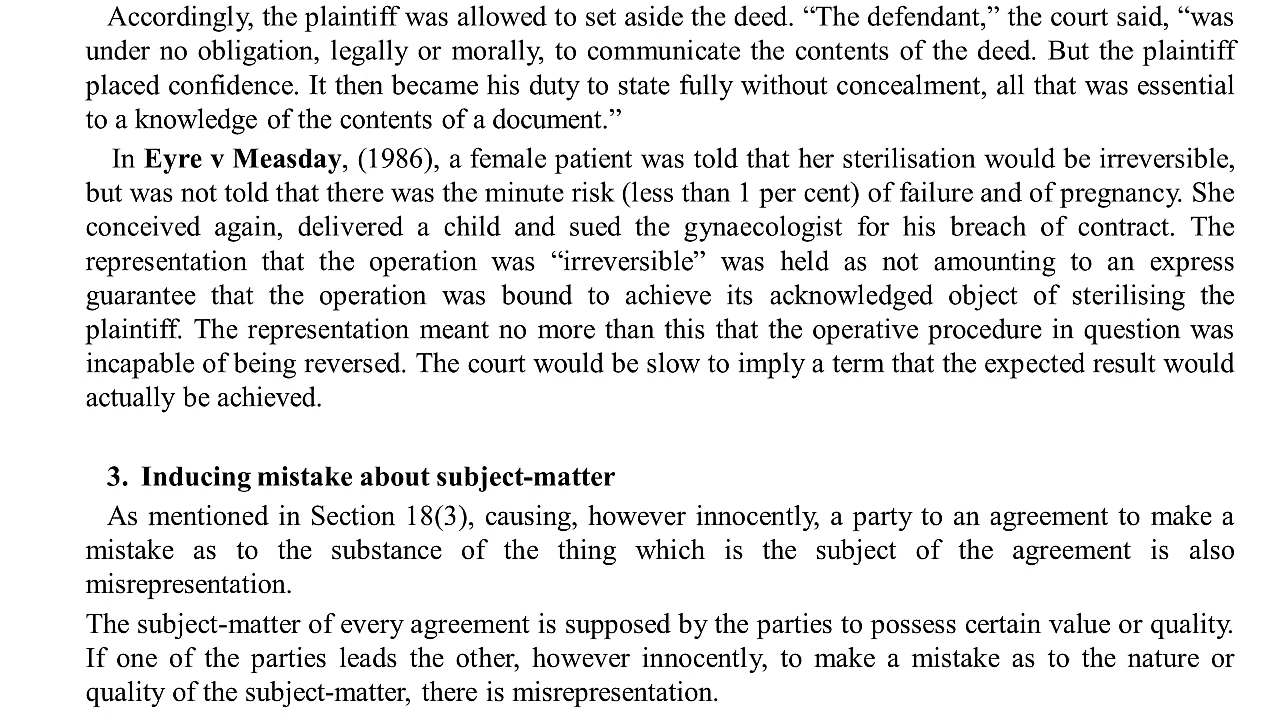 Accordingly, the plaintiff was allowed to set aside the deed. “The defendant,” the court said, “was
under no obligation, legally or morally, to communicate the contents of the deed. But the plaintiff
placed confidence. It then became his duty to state fully without concealment, all that was essential
to a knowledge of the contents of a document.”
In Eyre v Measday, (1986), a female patient was told that her sterilisation would be irreversible,
but was not told that there was the minute risk (less than 1 per cent) of failure and of pregnancy. She
conceived again, delivered a child and sued the gynaecologist for his breach of contract. The
representation that the operation was “irreversible” was held as not amounting to an express
guarantee that the operation was bound to achieve its acknowledged object of sterilising the
plaintiff. The representation meant no more than this that the operative procedure in question was
incapable of being reversed. The court would be slow to imply a term that the expected result would
actually be achieved.
3. Inducing mistake about subject-matter
As mentioned in Section 18(3), causing, however innocently, a party to an agreement to make a
mistake as to the substance of the thing which is the subject of the agreement is also
misrepresentation.
The subject-matter of every agreement is supposed by the parties to possess certain value or quality.
If one of the parties leads the other, however innocently, to make a mistake as to the nature or
quality of the subject-matter, there is misrepresentation.